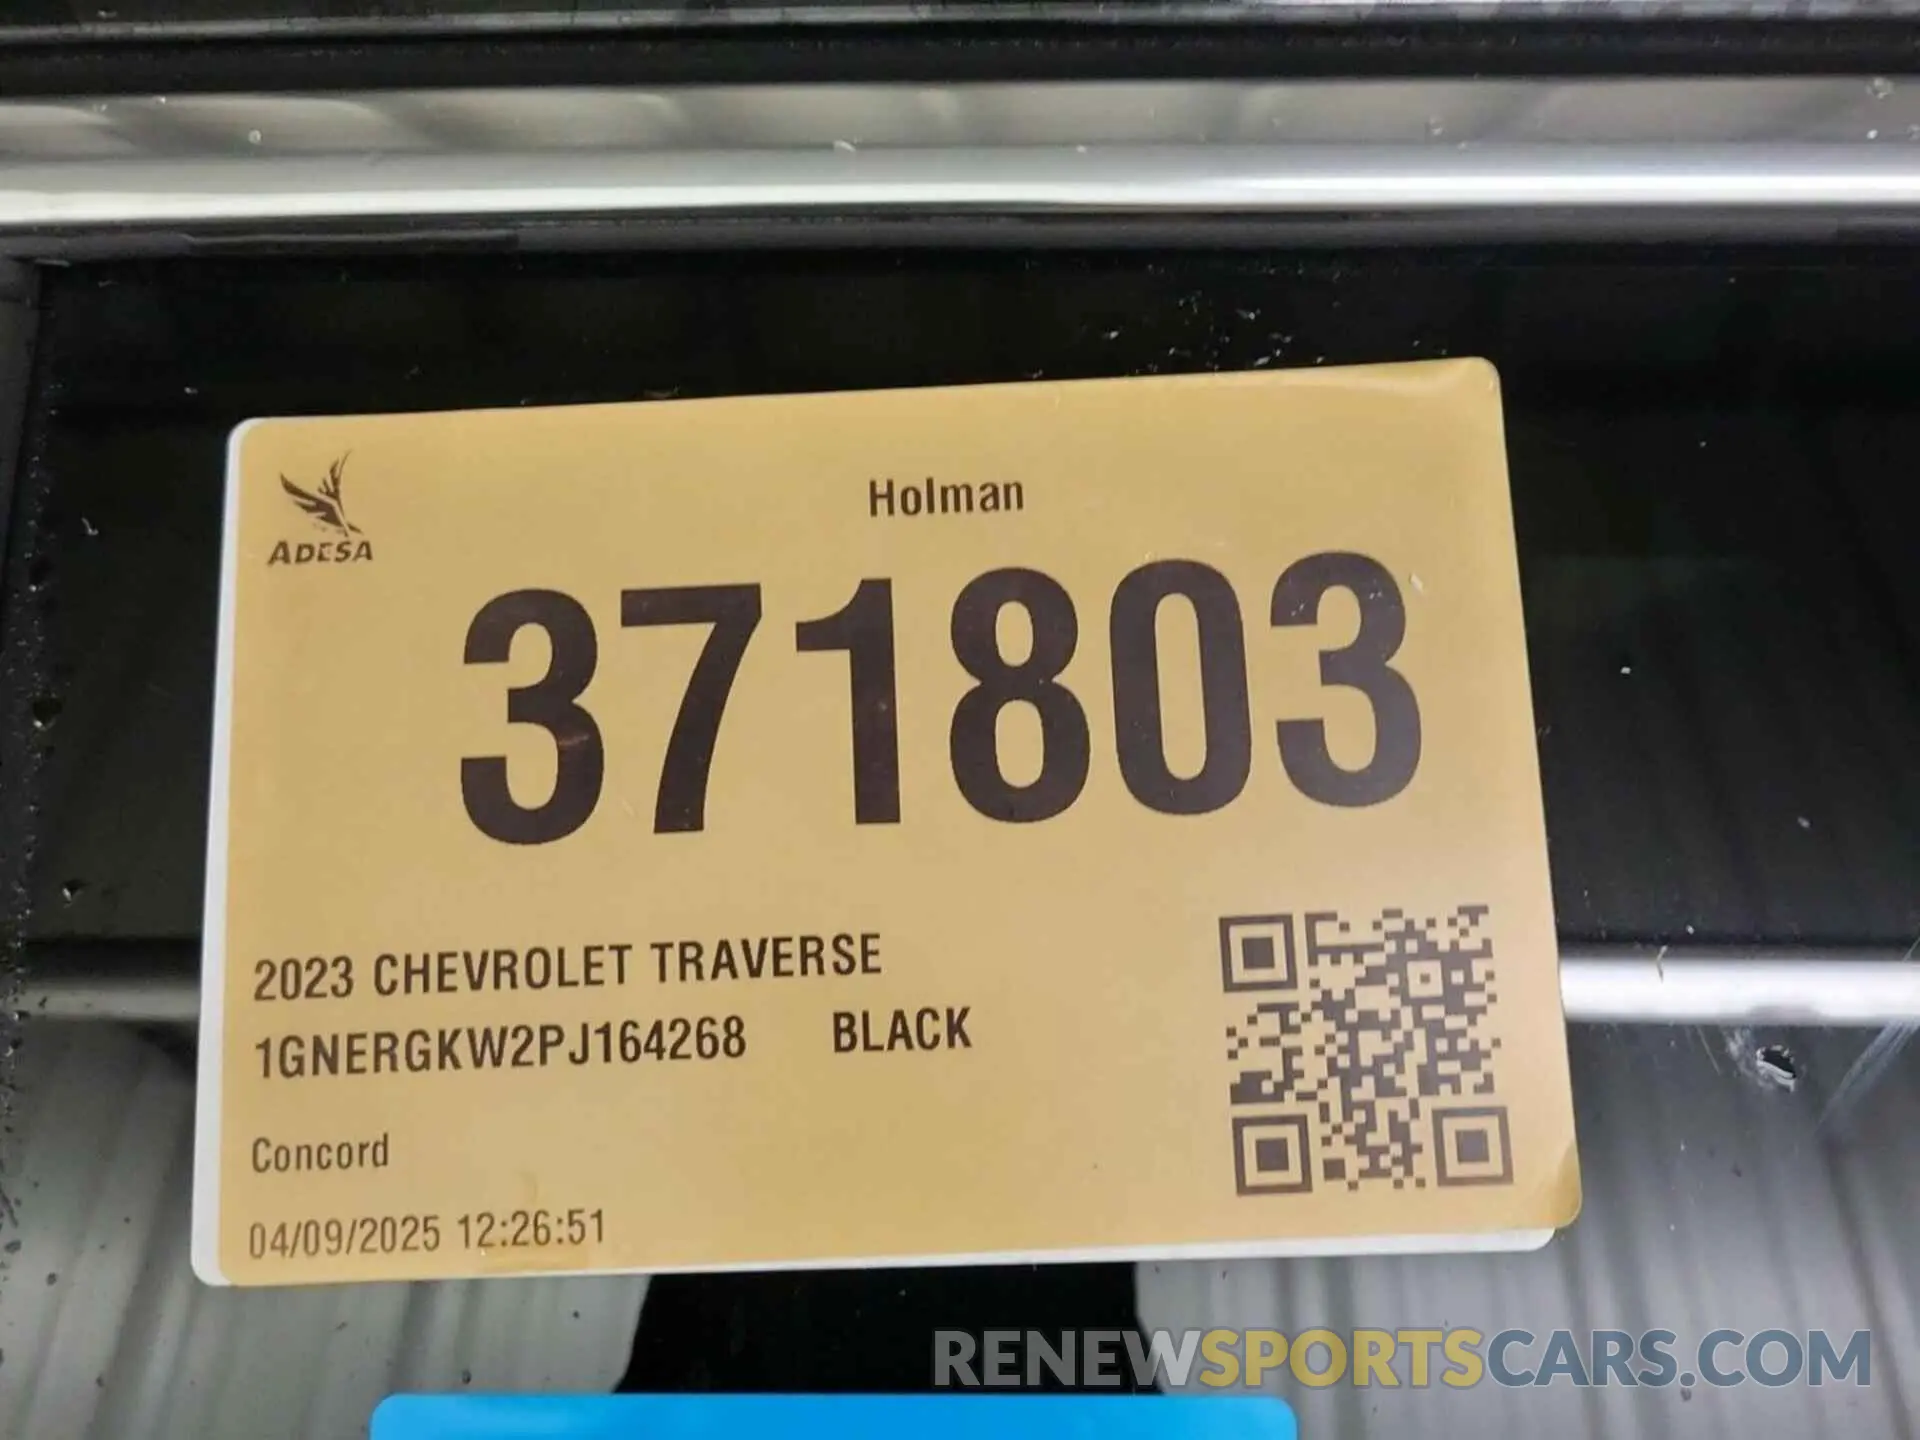 ADESA
Holman
371803
2023 CHEVROLET TRAVERSE
1GNERGKW2PJ164268 BLACK
Concord
04/09/2025 12:26:51
RENEWSPORTSCARS.COM